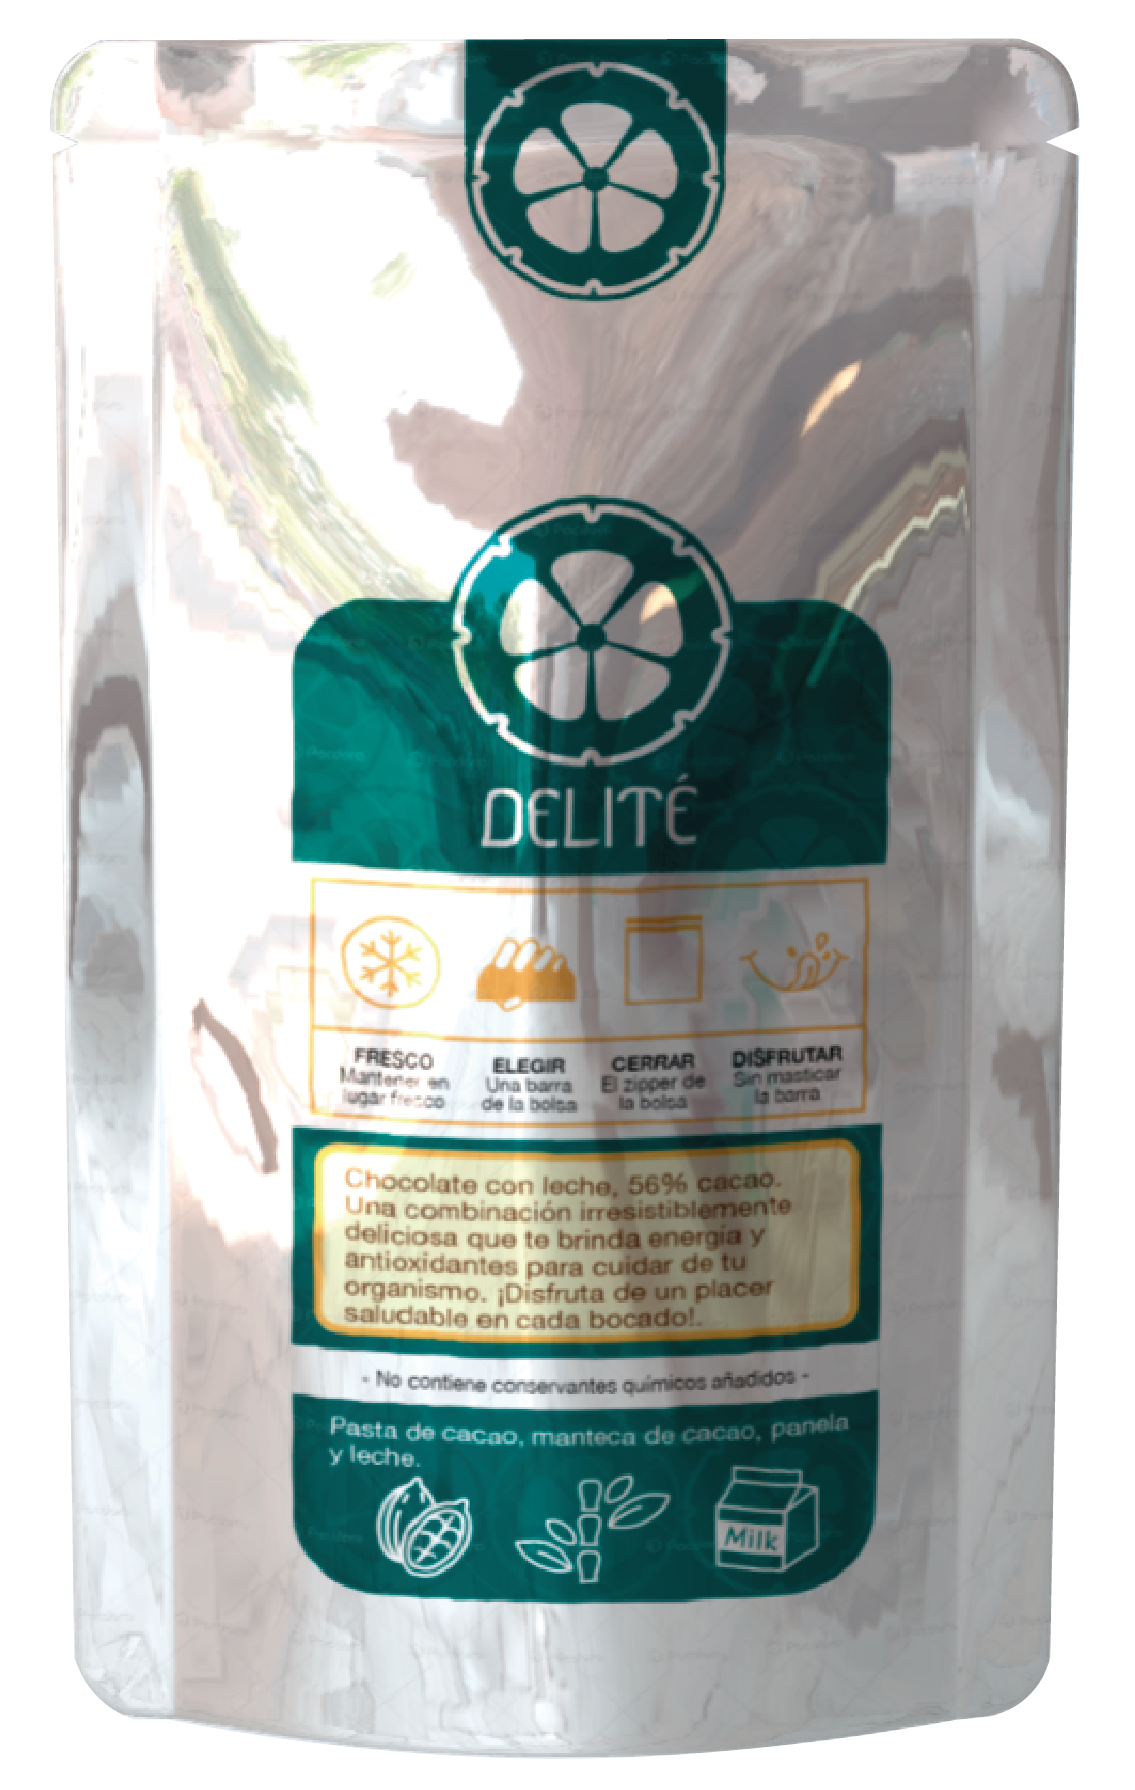 DELITÉ
FRESCO
Mantener en
lugar fresco
ELEGIR
Una barra
de la bolsa
CERRAR
El zipper de
la bolsa
DISFRUTAR
Sin masticar
la barra
Chocolate con leche, 56% cacao.
Una combinación irresistiblemente
deliciosa que te brinda energía y
antioxidantes para cuidar de tu
organismo. ¡Disfruta de un placer
saludable en cada bocado!.
- No contiene conservantes químicos añadidos -
Pasta de cacao, manteca de cacao, panela
y leche.
Milk